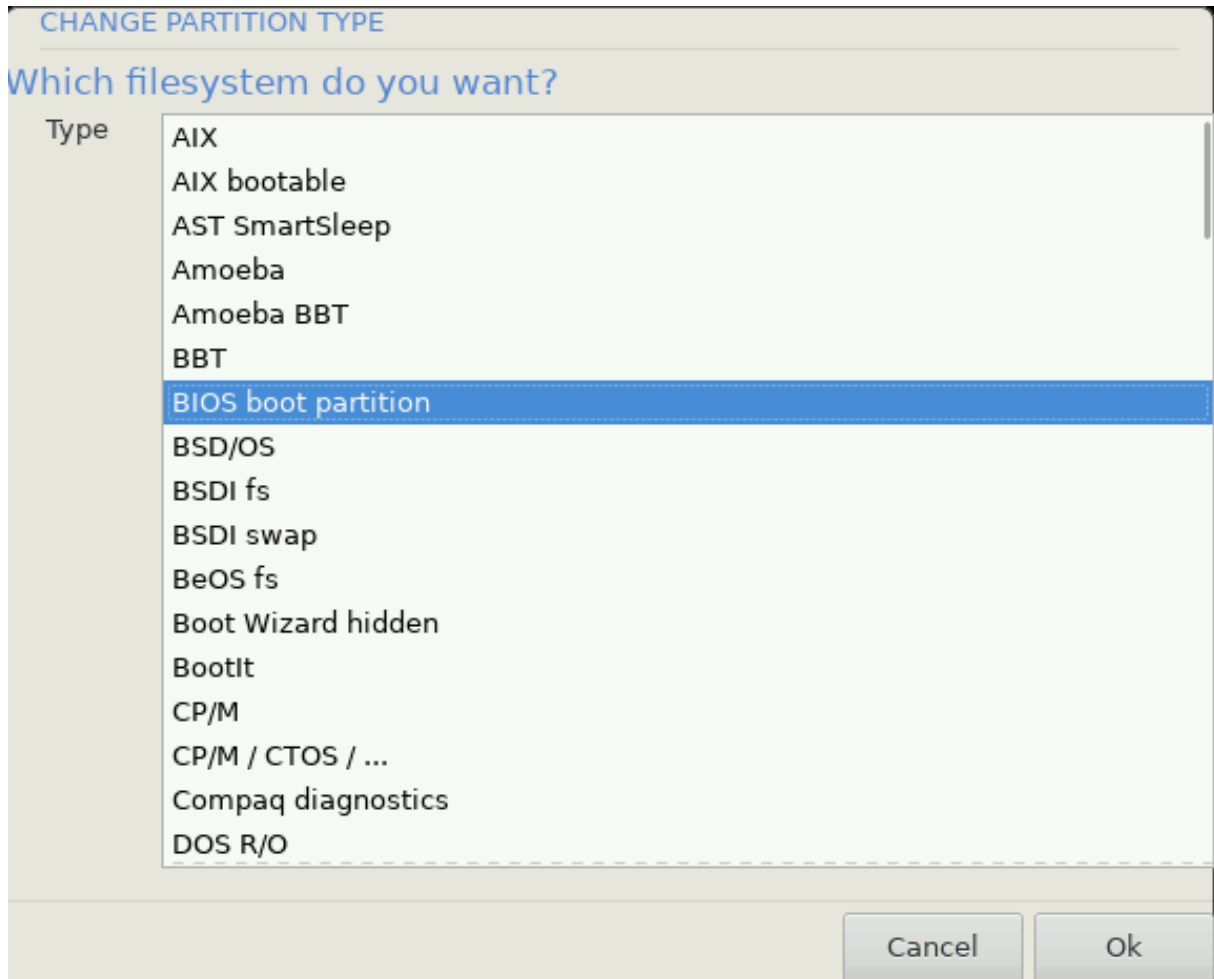 CHANGE PARTITION TYPE
Which filesystem do you want?
Type
AIX
AIX bootable
AST SmartSleep
Amoeba
Amoeba BBT
BBT
BIOS boot partition
BSD/OS
BSDI fs
BSDI swap
BeOS fs
Boot Wizard hidden
BootIt
CP/M
CP/M / CTOS / ...
Compaq diagnostics
DOS R/O
Cancel
Ok